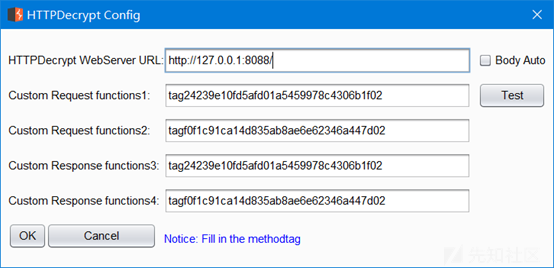 HTTPDecrypt Config
HTTPDecrypt WebServer URL: http://127.0.0.1:8088/ Body Auto
Custom Request functions1: tag24239e10fd5afd01a5459978c4306b1f02 Test
Custom Request functions2: tagf0f1c91ca14d835ab8ae6e62346a447d02
Custom Response functions3: tag24239e10fd5afd01a5459978c4306b1f02
Custom Response functions4: tagf0f1c91ca14d835ab8ae6e62346a447d02
OK Cancel Notice: Fill in the methodtag
先知社区